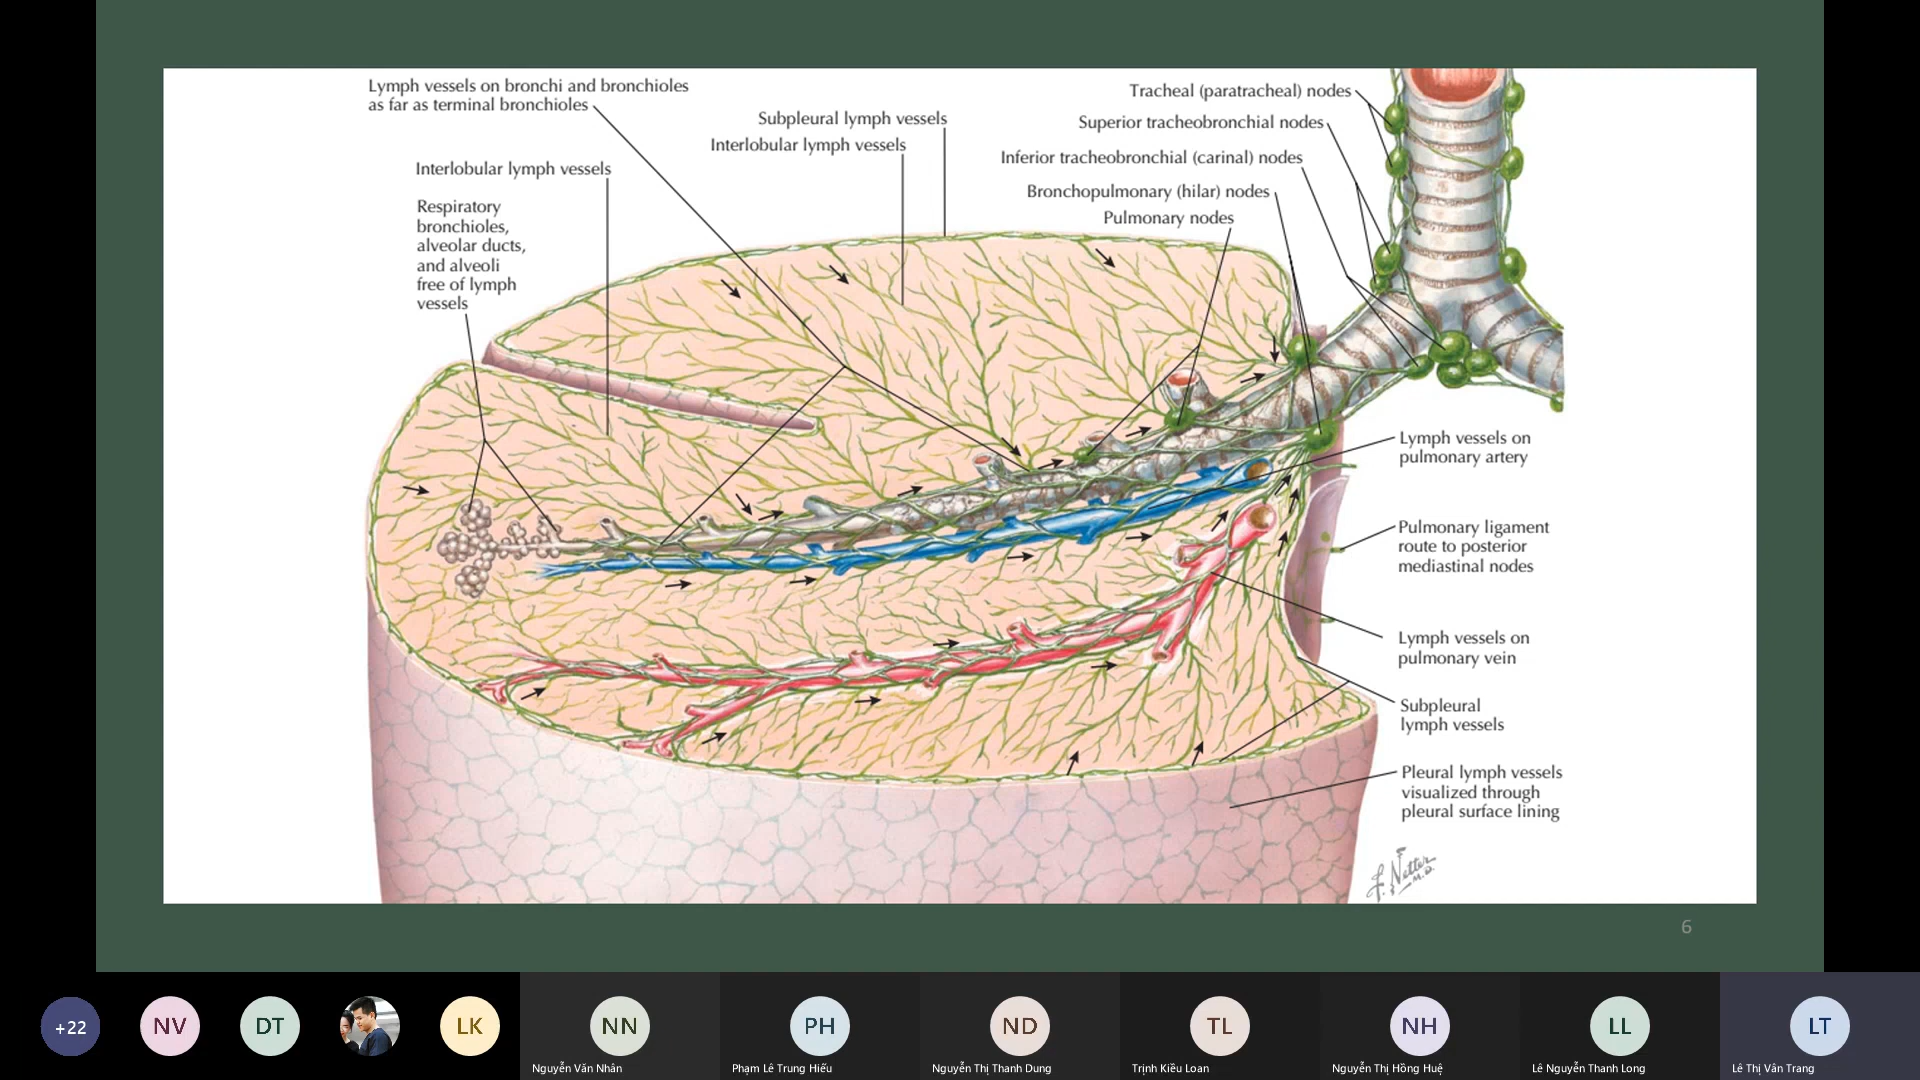 Lymph vessels on bronchi and bronchioles
as far as terminal bronchioles
Subpleural lymph vessels
Interlobular lymph vessels
Interlobular lymph vessels
Respiratory
bronchioles,
alveolar ducts,
and alveoli
free of lymph
vessels
Tracheal (paratracheal) nodes
Superior tracheobronchial nodes
Inferior tracheobronchial (carinal) nodes
Bronchopulmonary (hilar) nodes
Pulmonary nodes
Lymph vessels on
pulmonary artery
Pulmonary ligament
route to posterior
mediastinal nodes
Lymph vessels on
pulmonary vein
Subpleural
lymph vessels
Pleural lymph vessels
visualized through
pleural surface lining
F. Netter
M.D.
6
+22
NV
DT
LK
NN
Nguyễn Văn Nhân
PH
Phạm Lê Trung Hiếu
ND
Nguyễn Thị Thanh Dung
TL
Trịnh Kiều Loan
NH
Nguyễn Thị Hồng Huệ
LL
Lê Nguyễn Thanh Long
LT
Lê Thị Vân Trang